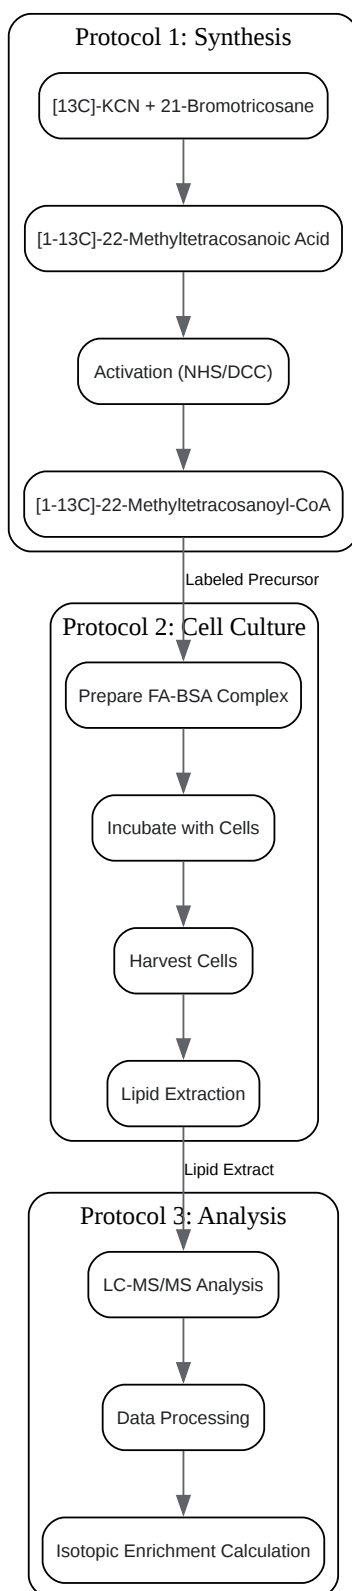 Protocol 1: Synthesis
[13C]-KCN + 21-Bromotricosane
[1-13C]-22-Methyltetracosanoic Acid
Activation (NHS/DCC)
[1-13C]-22-Methyltetracosanoyl-CoA
Labeled Precursor
Protocol 2: Cell Culture
Prepare FA-BSA Complex
Incubate with Cells
Harvest Cells
Lipid Extraction
Lipid Extract
Protocol 3: Analysis
LC-MS/MS Analysis
Data Processing
Isotopic Enrichment Calculation